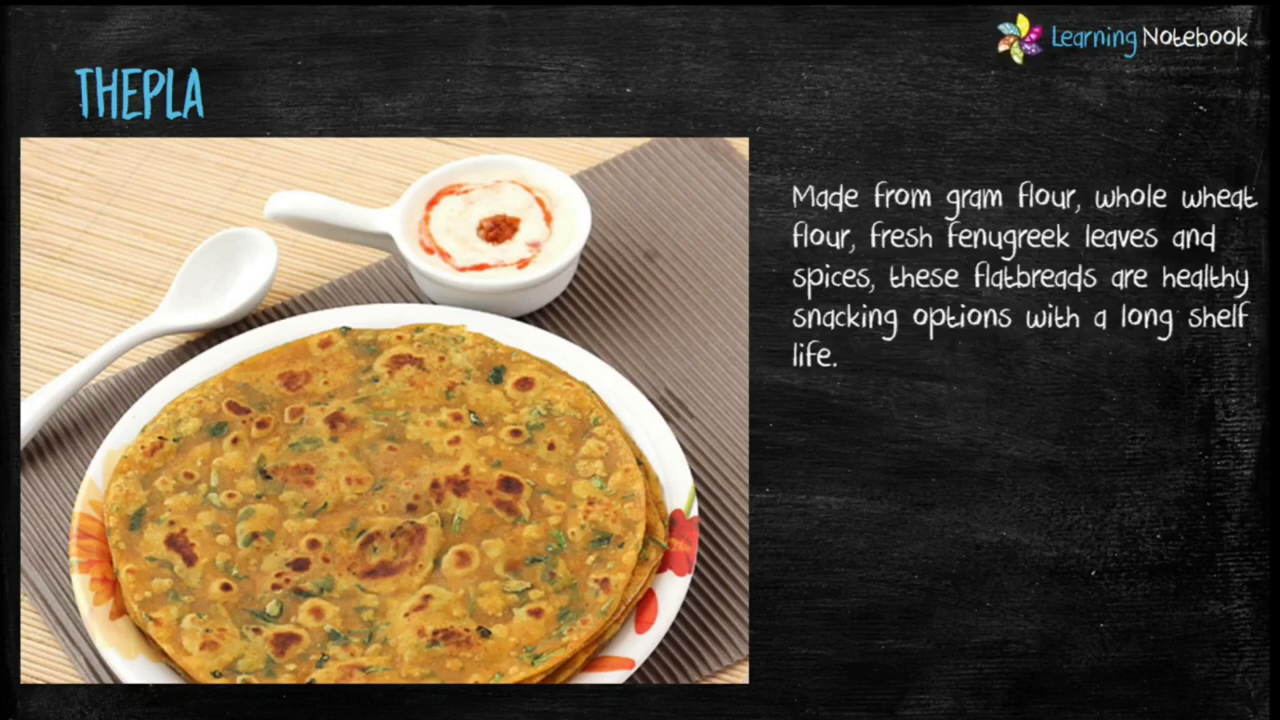 Learning Notebook
THEPLA
Made from gram flour, whole wheat
flour, fresh fenugreek leaves and
spices, these flatbreads are healthy
snacking options with a long shelf
life.